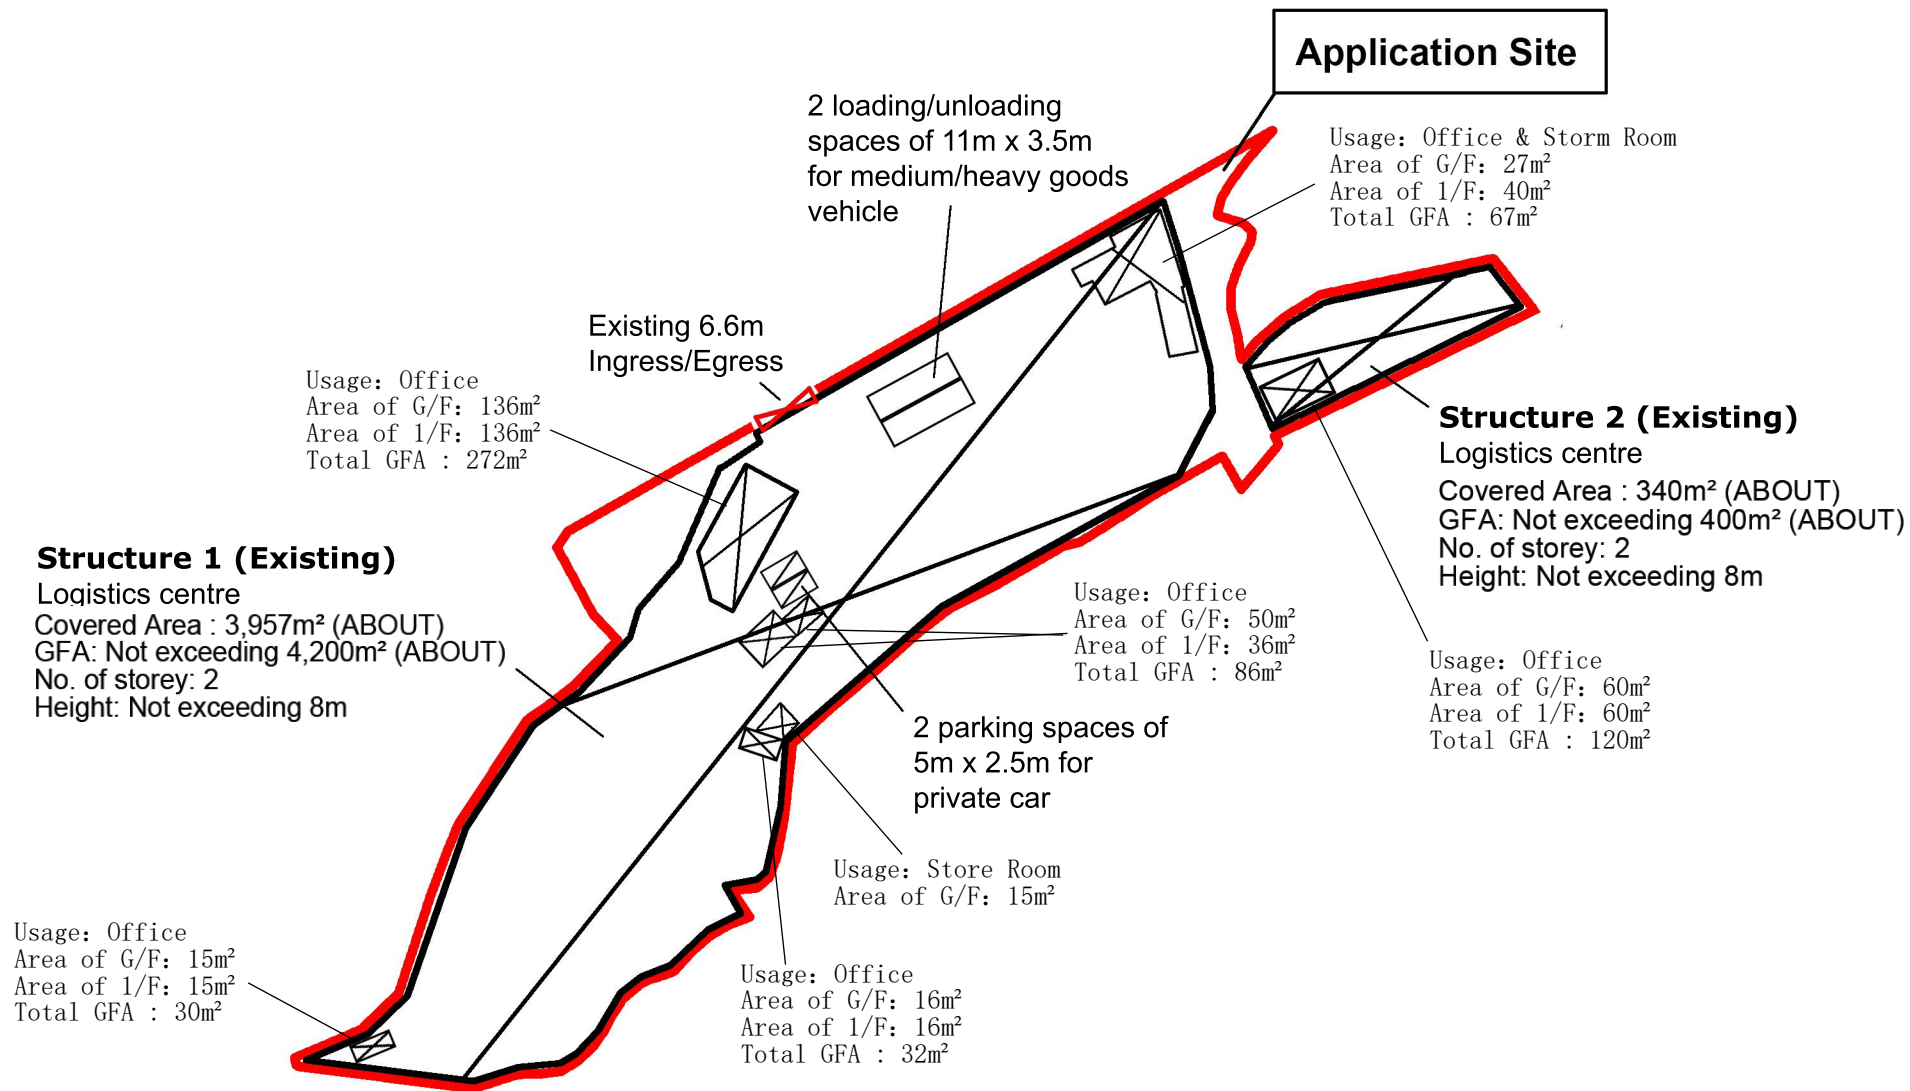 Application Site
2 loading/unloading
spaces of 11m x 3.5m
for medium/heavy goods
vehicle
Usage: Office & Storm Room
Area of G/F: 27m²
Area of 1/F: 40m²
Total GFA : 67m²
Existing 6.6m
Ingress/Egress
Usage: Office
Area of G/F: 136m²
Area of 1/F: 136m²
Total GFA : 272m²
Structure 2 (Existing)
Logistics centre
Covered Area : 340m² (ABOUT)
GFA: Not exceeding 400m² (ABOUT)
No. of storey: 2
Height: Not exceeding 8m
Structure 1 (Existing)
Logistics centre
Covered Area : 3,957m² (ABOUT)
GFA: Not exceeding 4,200m² (ABOUT)
No. of storey: 2
Height: Not exceeding 8m
Usage: Office
Area of G/F: 50m²
Area of 1/F: 36m²
Total GFA : 86m²
Usage: Office
Area of G/F: 60m²
Area of 1/F: 60m²
Total GFA : 120m²
2 parking spaces of
5m x 2.5m for
private car
Usage: Store Room
Area of G/F: 15m²
Usage: Office
Area of G/F: 15m²
Area of 1/F: 15m²
Total GFA : 30m²
Usage: Office
Area of G/F: 16m²
Area of 1/F: 16m²
Total GFA : 32m²